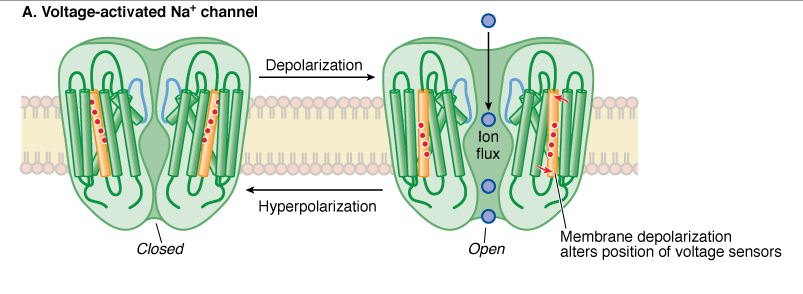 A. Voltage-activated Na⁺ channel
Depolarization
Ion
flux
Hyperpolarization
Closed
Open
Membrane depolarization
alters position of voltage sensors